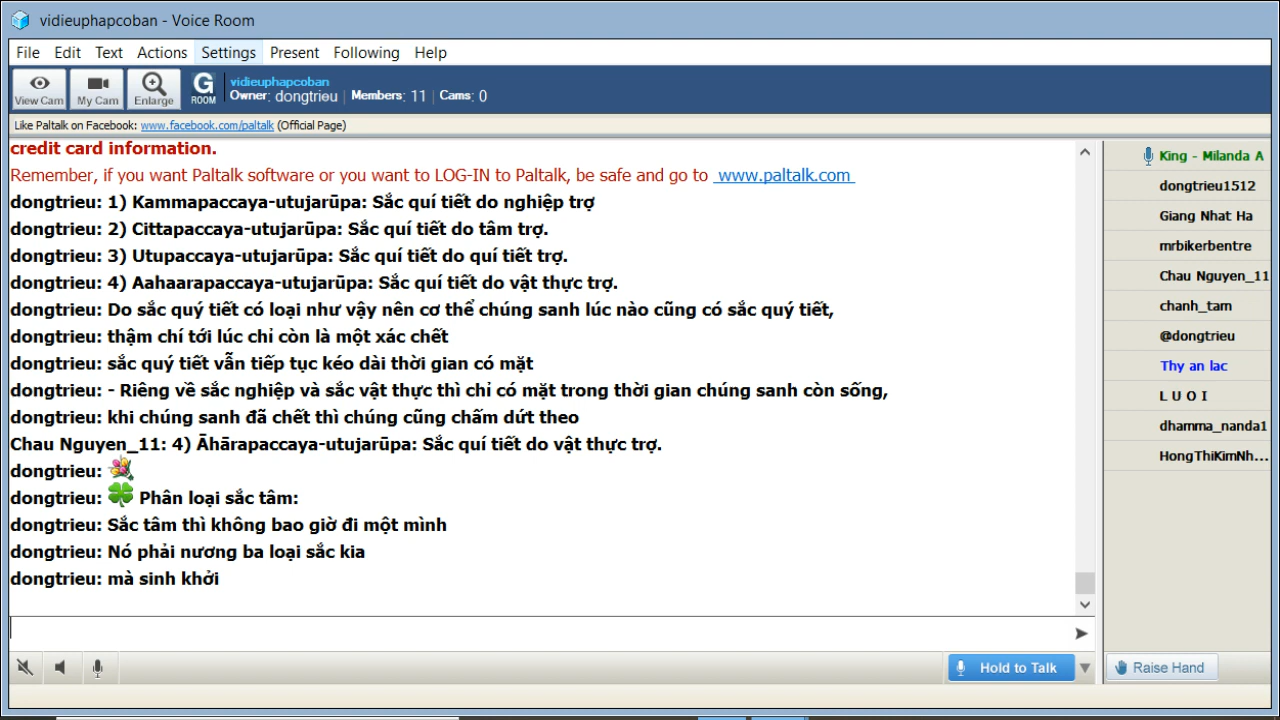 vidieuphapcoban - Voice Room
File Edit Text Actions Settings Present Following Help
View Cam My Cam Enlarge G ROOM
vidieuphapcoban
Owner: dongtrieu | Members: 11 | Cams: 0
Like Paltalk on Facebook: www.facebook.com/paltalk (Official Page)
credit card information.
Remember, if you want Paltalk software or you want to LOG-IN to Paltalk, be safe and go to www.paltalk.com
dongtrieu: 1) Kammapaccaya-utujarūpa: Sắc quí tiết do nghiệp trợ
dongtrieu: 2) Cittapaccaya-utujarūpa: Sắc quí tiết do tâm trợ.
dongtrieu: 3) Utupaccaya-utujarūpa: Sắc quí tiết do quí tiết trợ.
dongtrieu: 4) Aahaarapaccaya-utujarūpa: Sắc quí tiết do vật thực trợ.
dongtrieu: Do sắc quý tiết có loại như vậy nên cơ thể chúng sanh lúc nào cũng có sắc quý tiết,
dongtrieu: thậm chí tới lúc chỉ còn là một xác chết
dongtrieu: sắc quý tiết vẫn tiếp tục kéo dài thời gian có mặt
dongtrieu: - Riêng về sắc nghiệp và sắc vật thực thì chỉ có mặt trong thời gian chúng sanh còn sống,
dongtrieu: khi chúng sanh đã chết thì chúng cũng chấm dứt theo
Chau Nguyen_11: 4) Āhārapaccaya-utujarūpa: Sắc quí tiết do vật thực trợ.
dongtrieu:
dongtrieu: Phân loại sắc tâm:
dongtrieu: Sắc tâm thì không bao giờ đi một mình
dongtrieu: Nó phải nương ba loại sắc kia
dongtrieu: mà sinh khởi
King - Milanda A
dongtrieu1512
Giang Nhat Ha
mrbikerbentre
Chau Nguyen_11
chanh_tam
@dongtrieu
Thy an lac
L U O I
dhamma_nanda1
HongThiKimNh...
Hold to Talk
Raise Hand